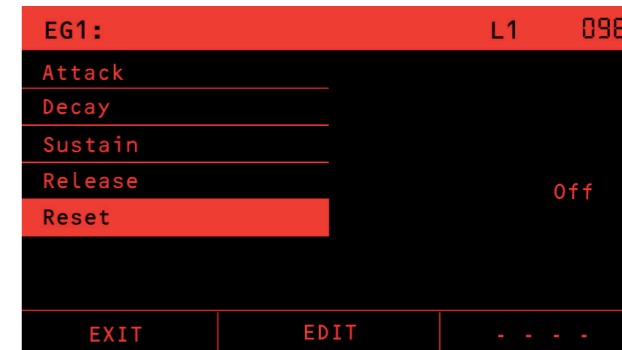 EG1: L1
Attack
Decay
Sustain
Release
Off
Reset
EXIT EDIT - - - -